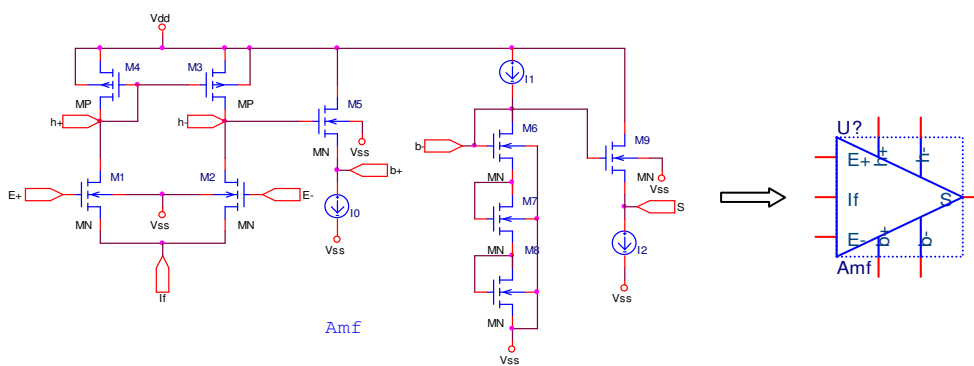 Vdd
M4
M3
MP
MP
h+
h-
M5
MN
Vss
b+
I0
Vss
E+
M1
M2
E-
MN
Vss
MN
If
Amf
I1
b-
M6
MN
M7
MN
M8
MN
Vss
M9
MN
Vss
S
I2
Vss
U?
h+
h-
E+
If
S
E-
b+
b-
Amf